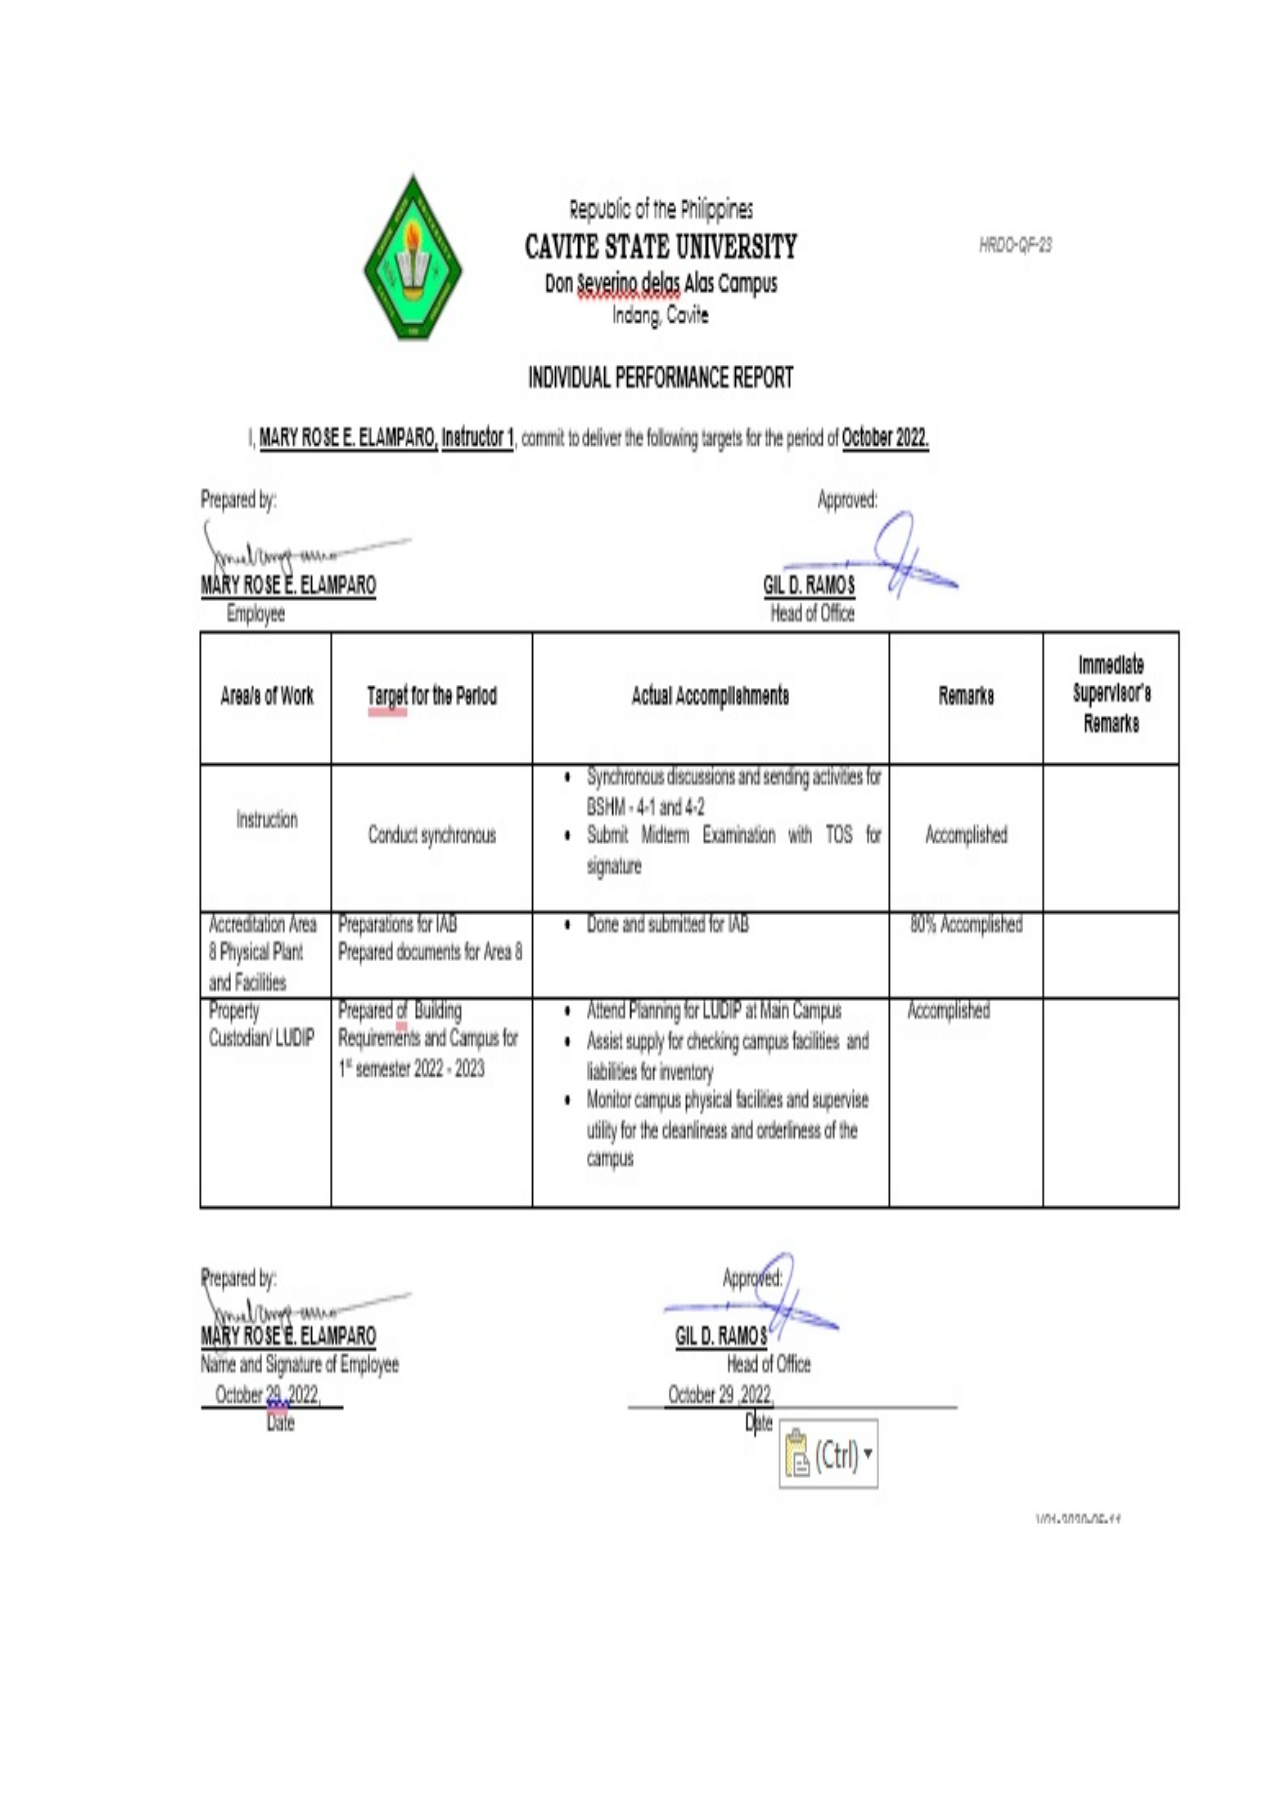 Republic of the Philippines
CAVITE STATE UNIVERSITY
HRDO-QF-23
Don Severino delas Alas Campus
Indang, Cavite
INDIVIDUAL PERFORMANCE REPORT
I, MARY ROSE E. ELAMPARO, Instructor 1, commit to deliver the following targets for the period of October 2022.
Prepared by:
Approved:
MARY ROSE E. ELAMPARO
GIL D. RAMOS
Employee
Head of Office
Area/s of Work
Target for the Period
Actual Accomplishments
Remarks
Immediate
Supervisor's
Remarks
Instruction
Conduct synchronous
• Synchronous discussions and sending activities for
BSHM - 4-1 and 4-2
• Submit Midterm Examination with TOS for
signature
Accomplished
Accreditation Area
8 Physical Plant
and Facilities
Preparations for IAB
Prepared documents for Area 8
• Done and submitted for IAB
80% Accomplished
Property
Custodian/ LUDIP
Prepared of Building
Requirements and Campus for
1st semester 2022 - 2023
• Attend Planning for LUDIP at Main Campus
• Assist supply for checking campus facilities and
liabilities for inventory
• Monitor campus physical facilities and supervise
utility for the cleanliness and orderliness of the
campus
Accomplished
Prepared by:
Approved:
MARY ROSE E. ELAMPARO
GIL D. RAMOS
Name and Signature of Employee
Head of Office
October 29 ,2022,
October 29 ,2022,
Date
Date
(Ctrl)